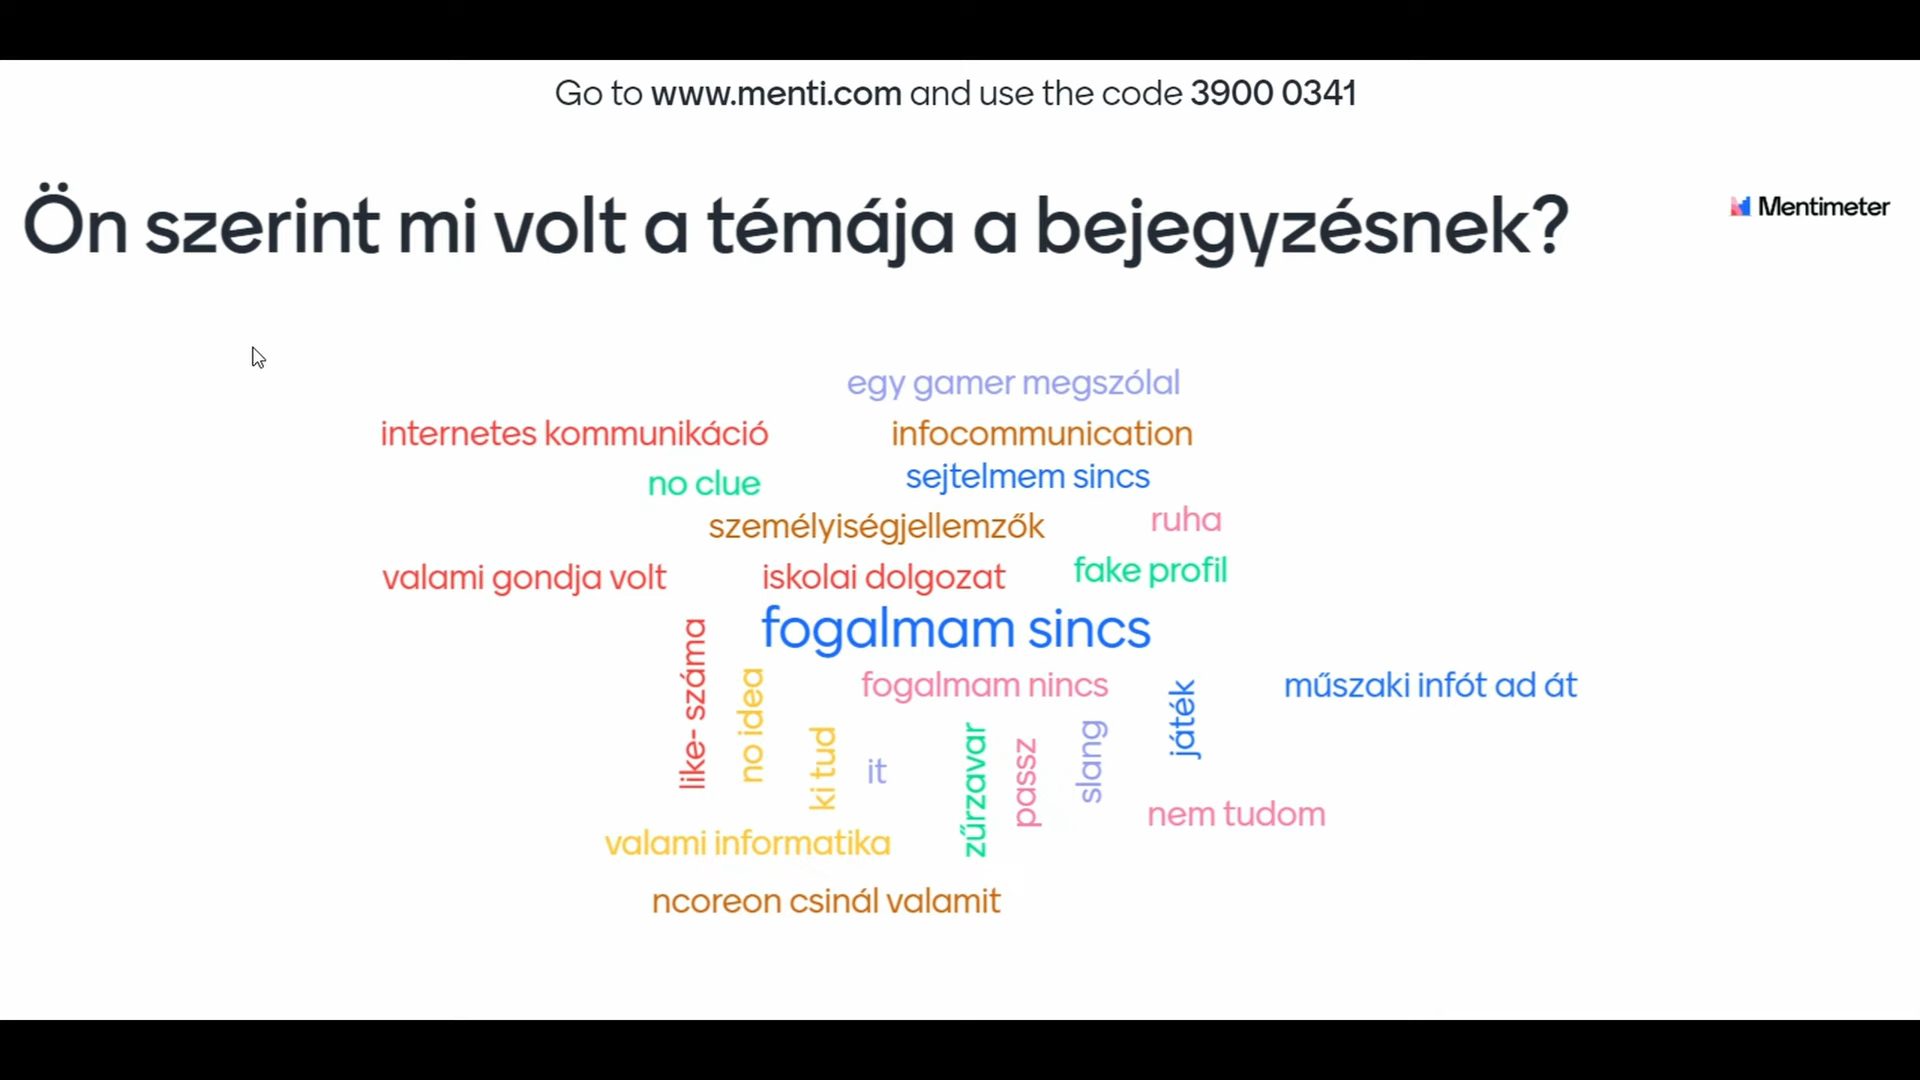 Go to www.menti.com and use the code 3900 0341
Ön szerint mi volt a témája a bejegyzésnek?
Mentimeter
egy gamer megszólal
internetes kommunikáció
infocommunication
no clue
sejtelmem sincs
személyiségjellemzők
ruha
valami gondja volt
iskolai dolgozat
fake profil
fogalmam sincs
like- száma
no idea
fogalmam nincs
játék
műszaki infót ad át
ki tud
it
zűrzavar
passz
slang
nem tudom
valami informatika
ncoreon csinál valamit